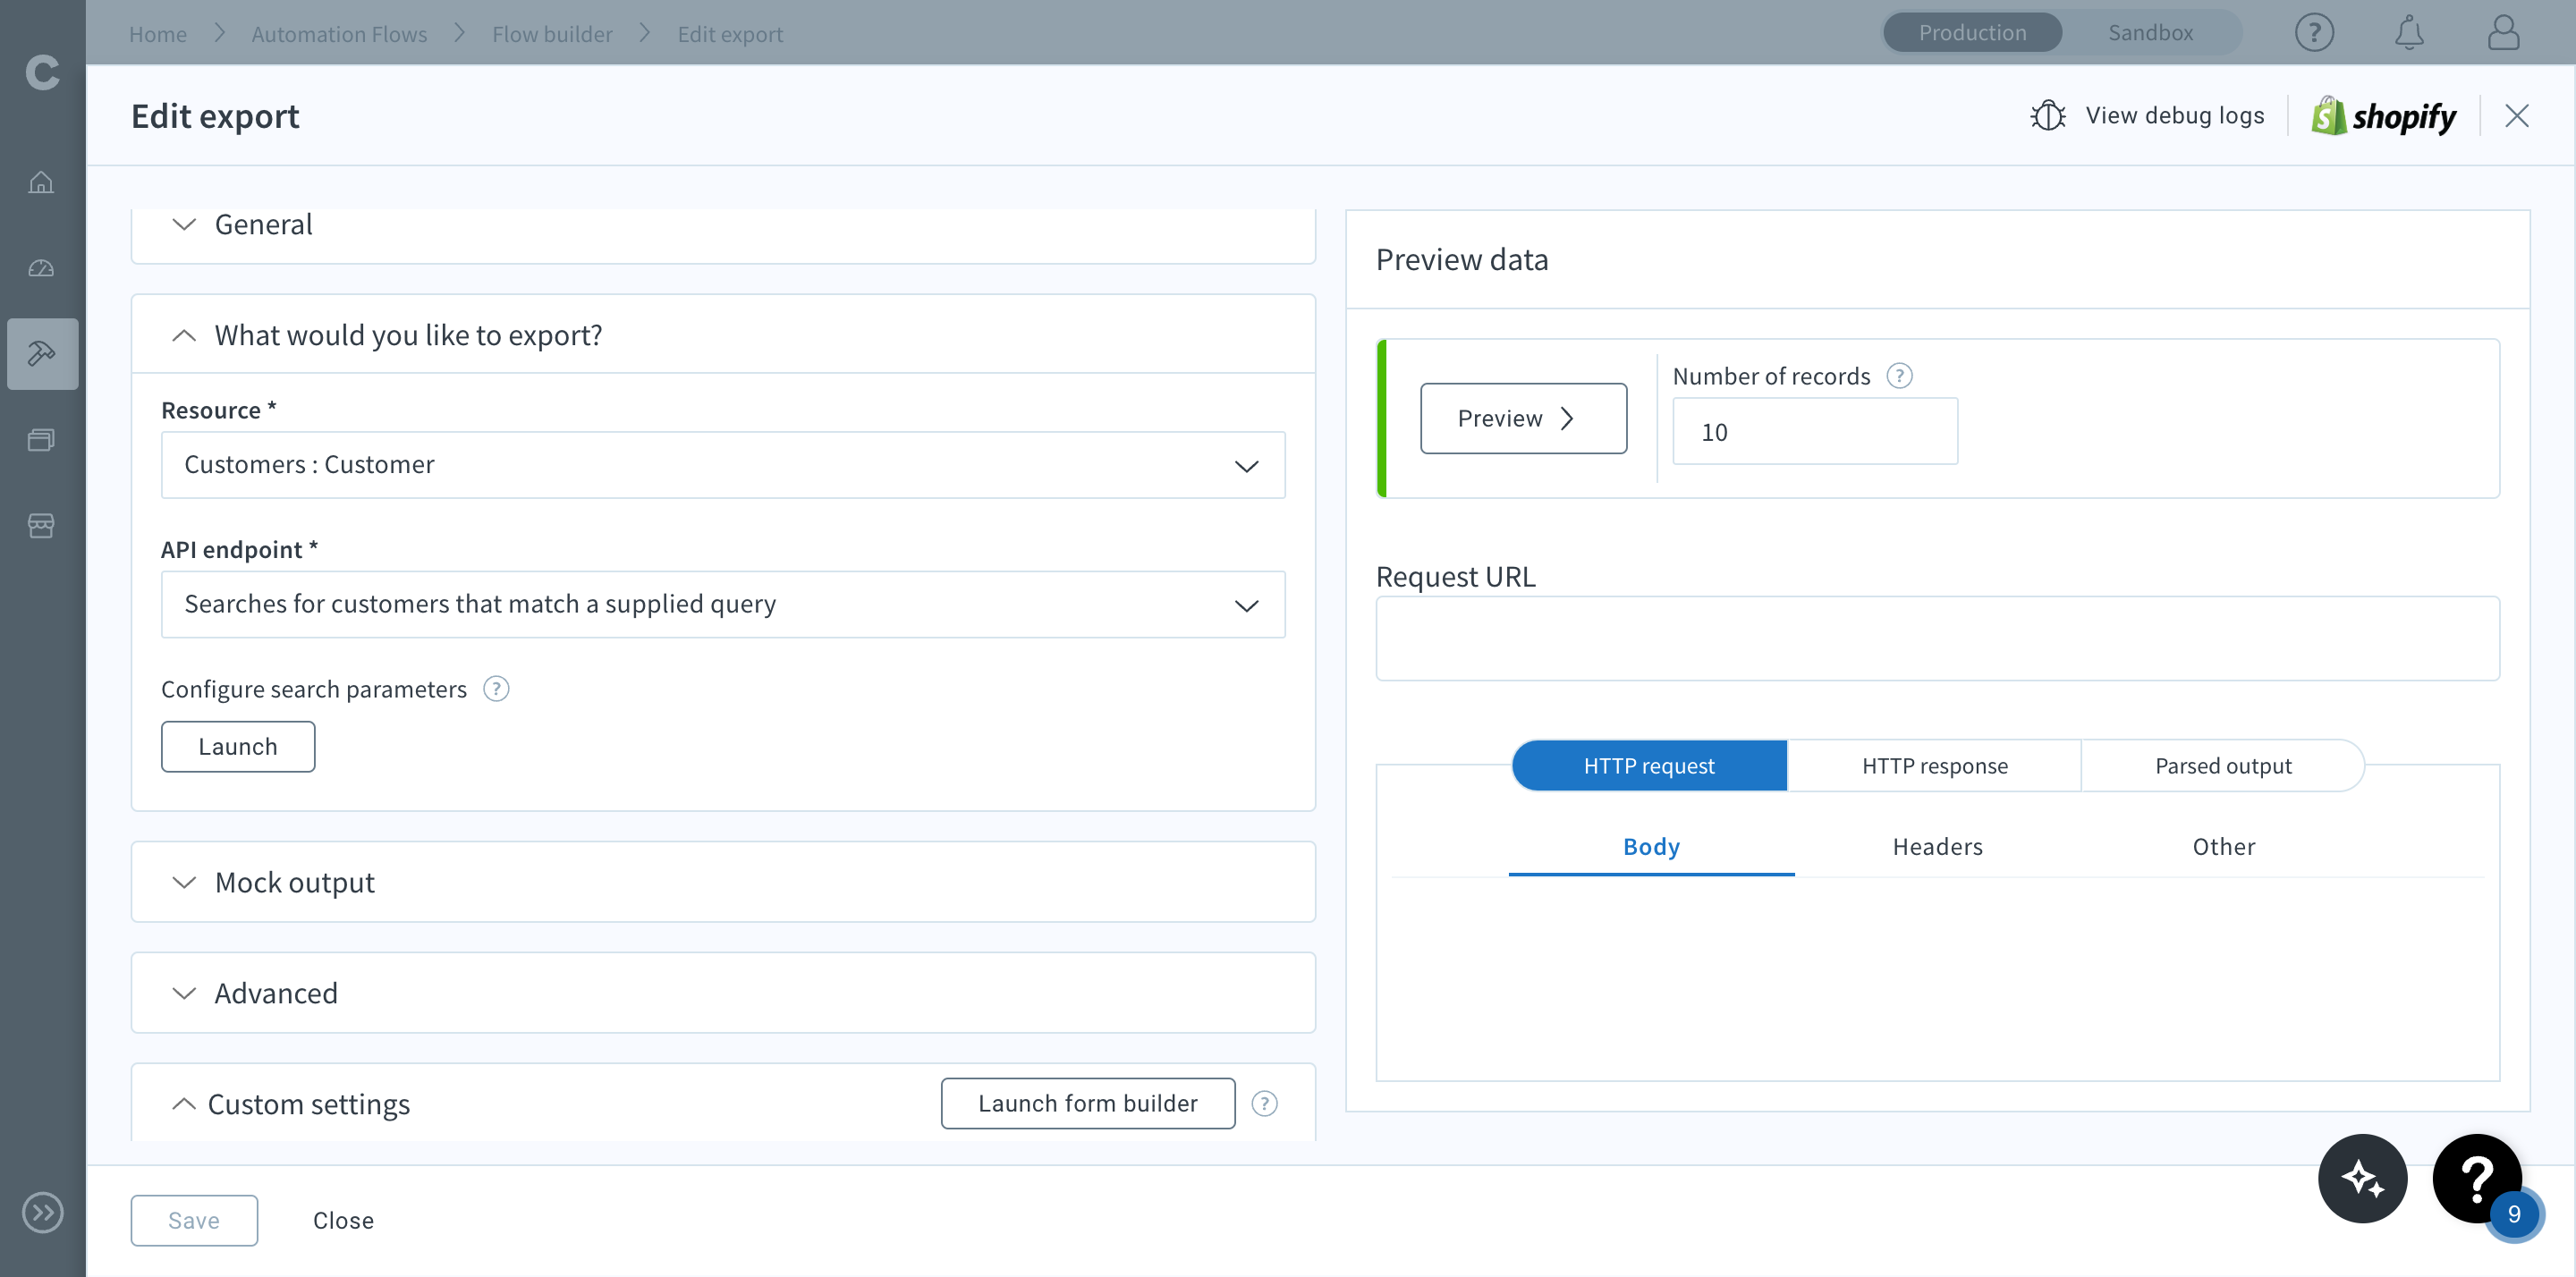 Home
Automation Flows
Flow builder
Edit export
Production
Sandbox
?
C
Edit export
View debug logs
shopify
General
What would you like to export?
Resource *
Customers : Customer
API endpoint *
Searches for customers that match a supplied query
Configure search parameters ?
Launch
Mock output
Advanced
Custom settings
Launch form builder
?
Save
Close
Preview data
Preview
Number of records ?
10
Request URL
HTTP request
HTTP response
Parsed output
Body
Headers
Other
?
9